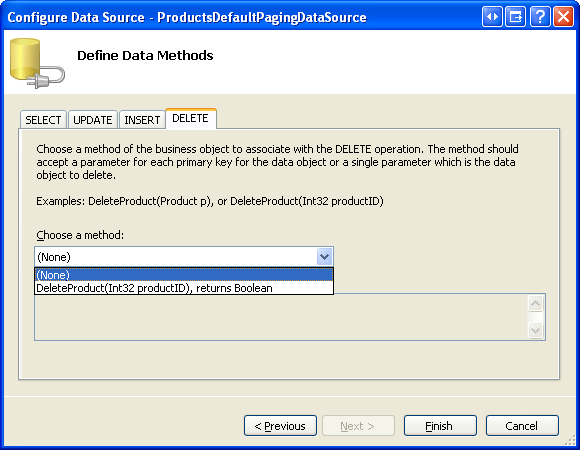 Configure Data Source - ProductsDefaultPagingDataSource
Define Data Methods
SELECT UPDATE INSERT DELETE
Choose a method of the business object to associate with the DELETE operation. The method should
accept a parameter for each primary key for the data object or a single parameter which is the data
object to delete.
Examples: DeleteProduct(Product p), or DeleteProduct(Int32 productID)
Choose a method:
(None)
(None)
DeleteProduct(Int32 productID), returns Boolean
< Previous Next > Finish Cancel